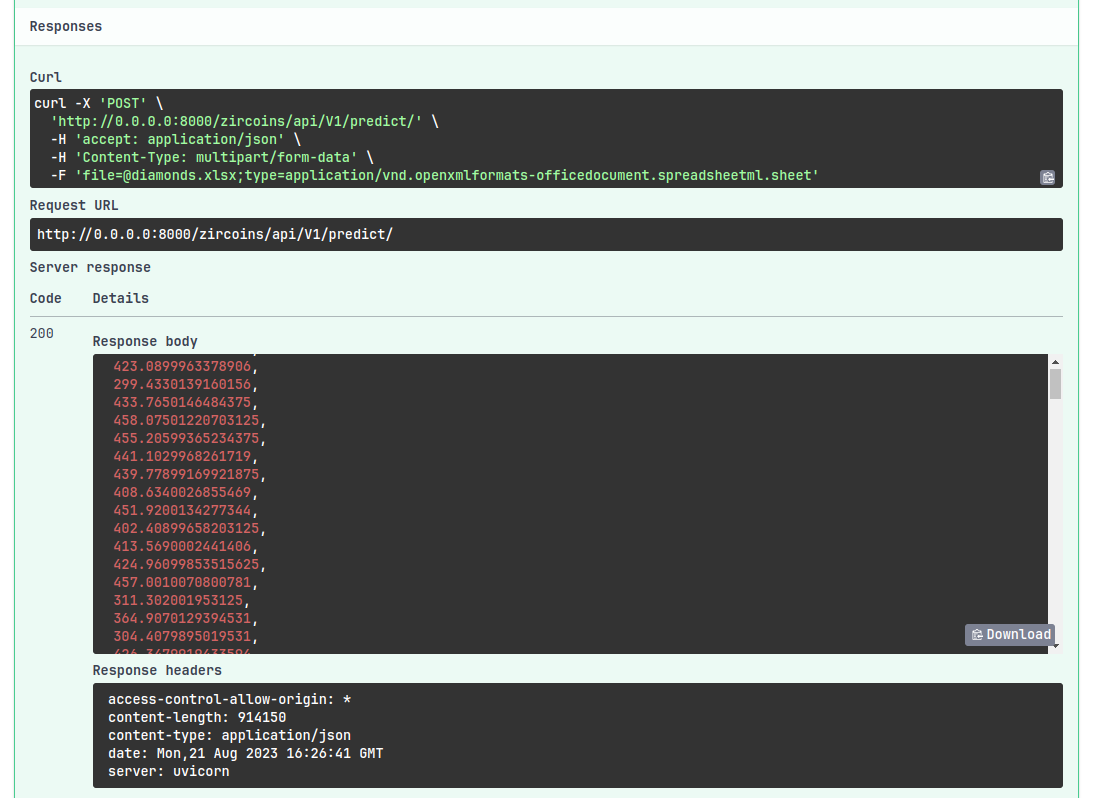 Responses
Curl
curl -X 'POST' \
'http://0.0.0.0:8000/zircoins/api/V1/predict/' \
-H 'accept: application/json' \
-H 'Content-Type: multipart/form-data' \
-F 'file=@diamonds.xlsx;type=application/vnd.openxmlformats-officedocument.spreadsheetml.sheet'
Request URL
http://0.0.0.0:8000/zircoins/api/V1/predict/
Server response
Code Details
200
Response body
423.0899963378906,
299.4330139160156,
433.7650146484375,
458.07501220703125,
455.20599365234375,
441.1029968261719,
439.77899169921875,
408.6340026855469,
451.9200134277344,
402.40899658203125,
413.5690002441406,
424.96099853515625,
457.0010070800781,
311.302001953125,
364.9070129394531,
304.4079895019531,
Download
Response headers
access-control-allow-origin: *
content-length: 914150
content-type: application/json
date: Mon,21 Aug 2023 16:26:41 GMT
server: uvicorn